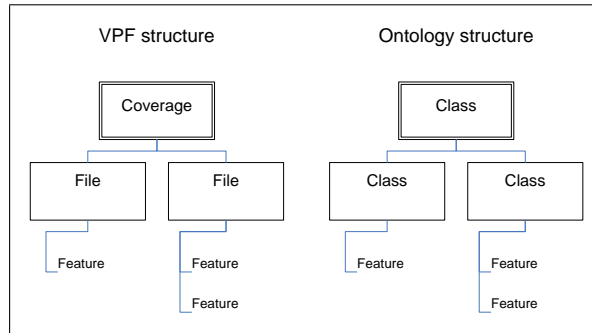 VPF structure
Ontology structure
Coverage
Class
File
File
Class
Class
Feature
Feature
Feature
Feature
Feature
Feature